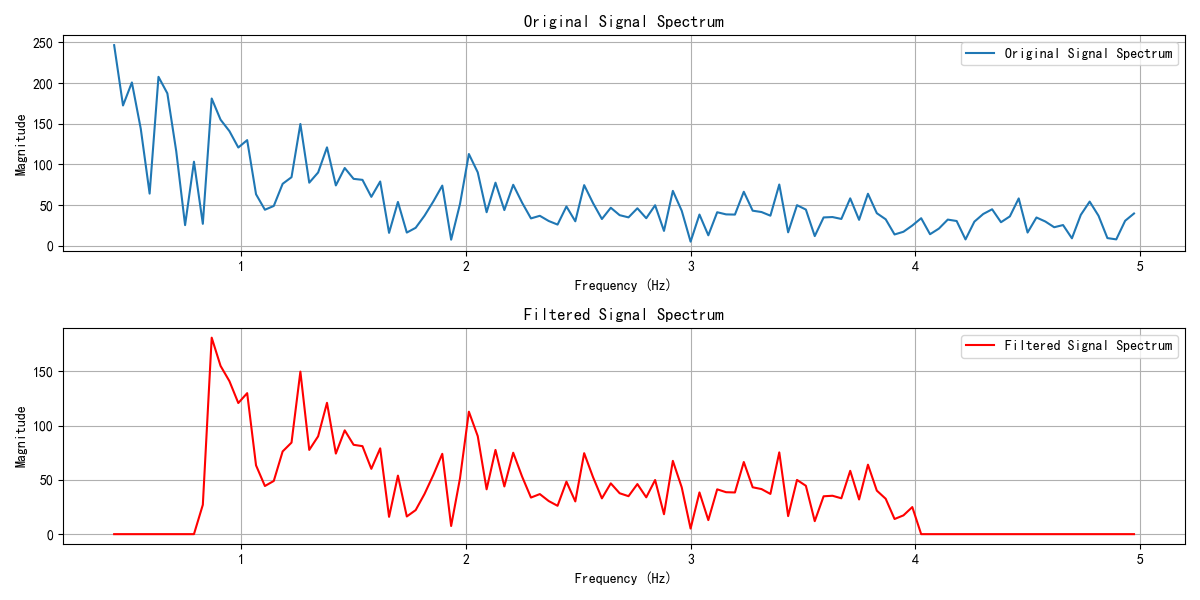 Original Signal Spectrum
Original Signal Spectrum
250
200
150
100
50
0
Magnitude
1 2 3 4 5
Frequency (Hz)
Filtered Signal Spectrum
Filtered Signal Spectrum
150
100
50
0
Magnitude
1 2 3 4 5
Frequency (Hz)